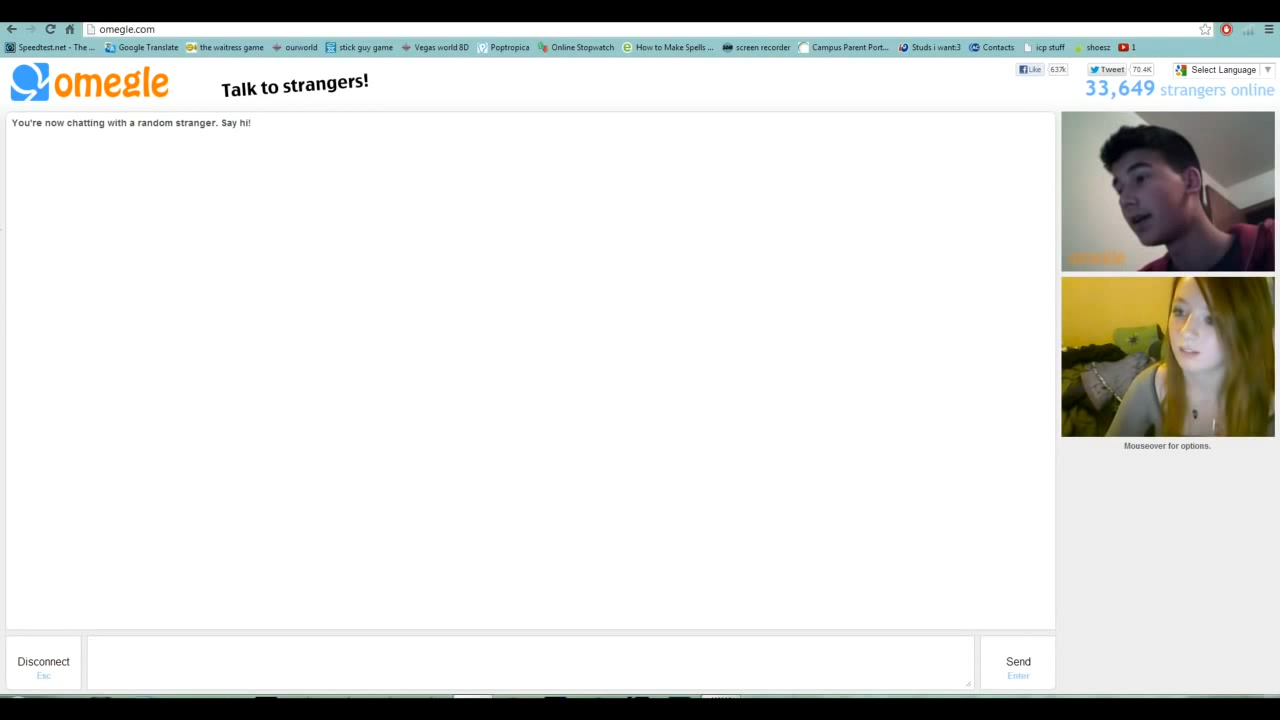 omegle.com
Speedtest.net - The ... Google Translate the waitress game ourworld stick guy game Vegas world 8D Poptropica Online Stopwatch How to Make Spells ... screen recorder Campus Parent Port... Studs i want:3 Contacts icp stuff shoesz 1
omegle Talk to strangers! Like 637k Tweet 70.4K Select Language
33,649 strangers online
You're now chatting with a random stranger. Say hi!
omegle
Mouseover for options.
Disconnect Send
Esc Enter